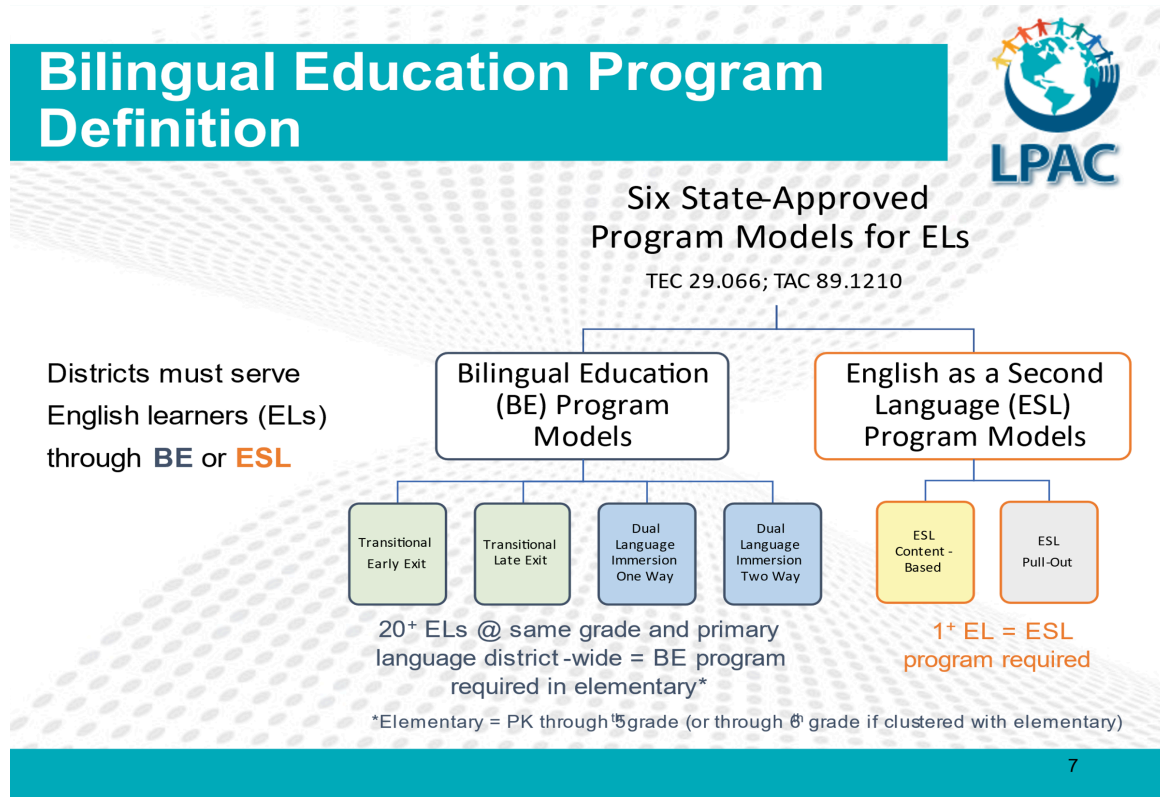 Bilingual Education Program
Definition
LPAC
Six State-Approved
Program Models for ELs
TEC 29.066; TAC 89.1210
Districts must serve
English learners (ELs)
through BE or ESL
Bilingual Education
(BE) Program
Models
English as a Second
Language (ESL)
Program Models
Transitional
Early Exit
Transitional
Late Exit
Dual
Language
Immersion
One Way
Dual
Language
Immersion
Two Way
ESL
Content -
Based
ESL
Pull-Out
20+ ELs @ same grade and primary
language district-wide = BE program
required in elementary*
1+ EL = ESL
program required
*Elementary = PK through 5th grade (or through 6th grade if clustered with elementary)
7